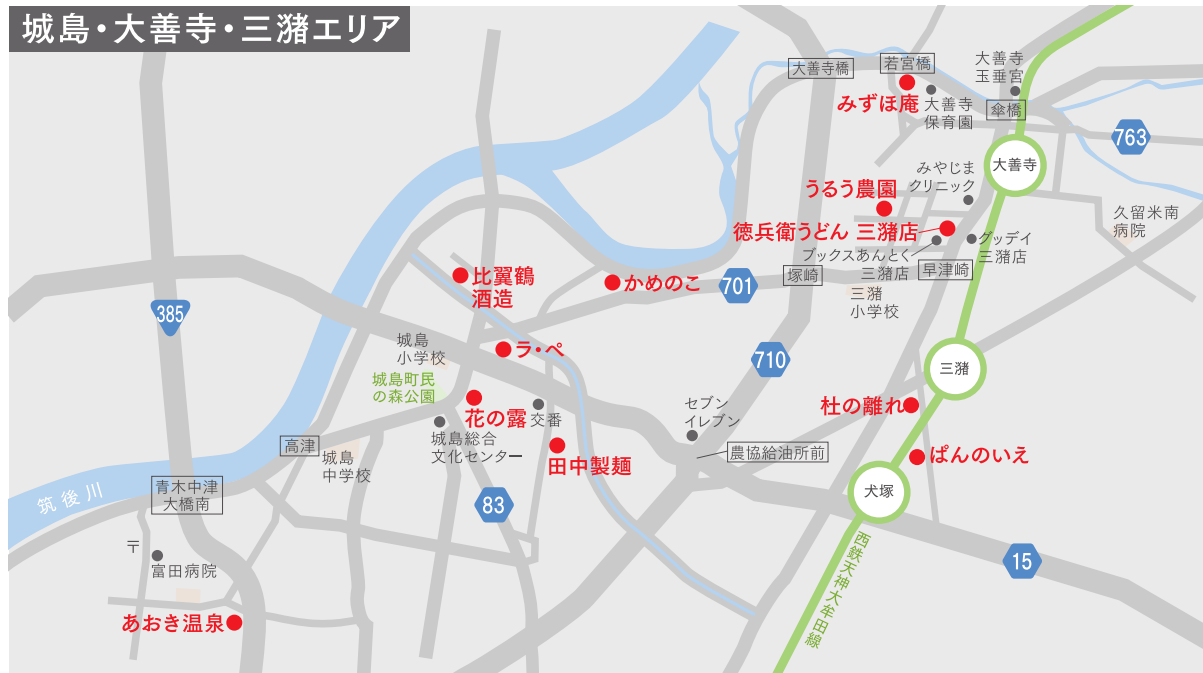 城島・大善寺・三潴エリア
大善寺橋
若宮橋
大善寺
玉垂宮
みずほ庵
大善寺
保育園
傘橋
763
大善寺
みやじま
クリニック
うるう農園
久留米南
病院
徳兵衛うどん 三潴店
グッデイ
三潴店
ブックスあんとく
三潴店
早津崎
塚崎
比翼鶴
酒造
かめのこ
701
三潴
小学校
385
城島
小学校
ラ・ペ
710
三潴
城島町民
の森公園
花の露
交番
セブン
イレブン
杜の離れ
城島総合
文化センター
高津
城島
中学校
田中製麺
農協給油所前
ぱんのいえ
犬塚
筑後川
青木中津
大橋南
83
〒
富田病院
15
西鉄天神大牟田線
あおき温泉